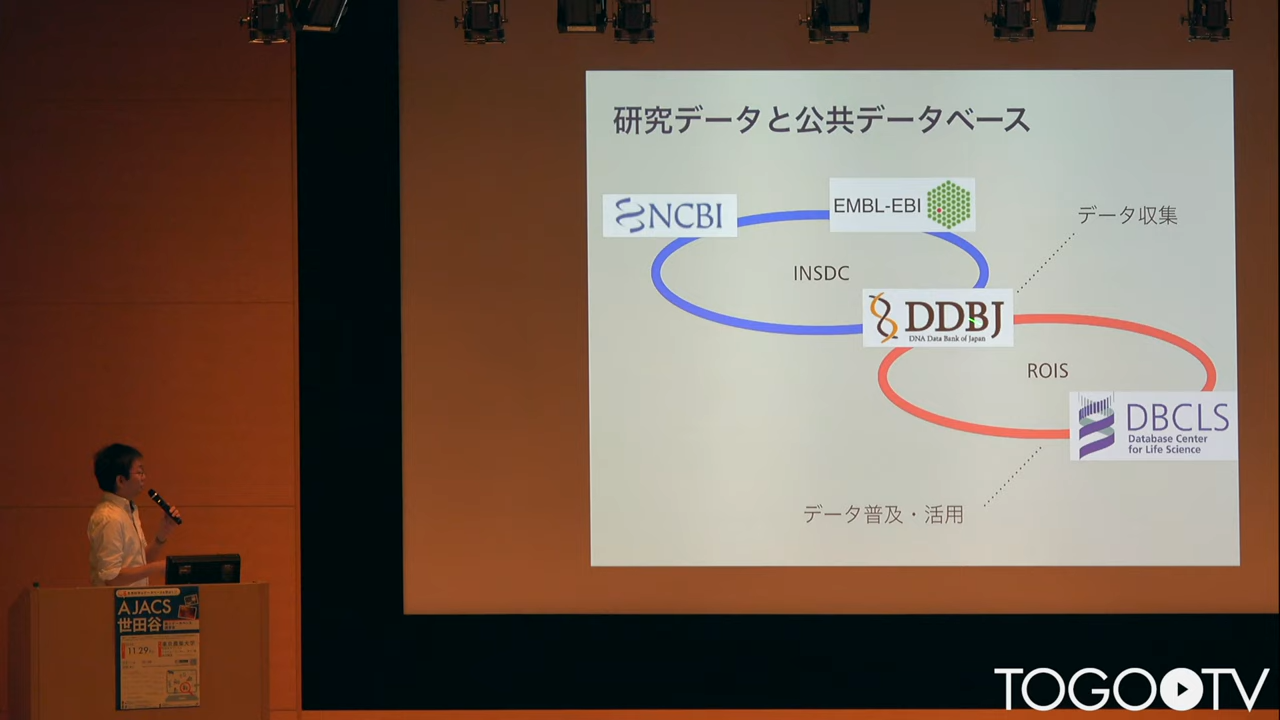 研究データと公共データベース
NCBI
EMBL-EBI
データ収集
INSDC
DDBJ
DNA Data Bank of Japan
ROIS
DBCLS
Database Center
for Life Science
データ普及・活用
AJACS
世田谷
11.29
TOGO TV